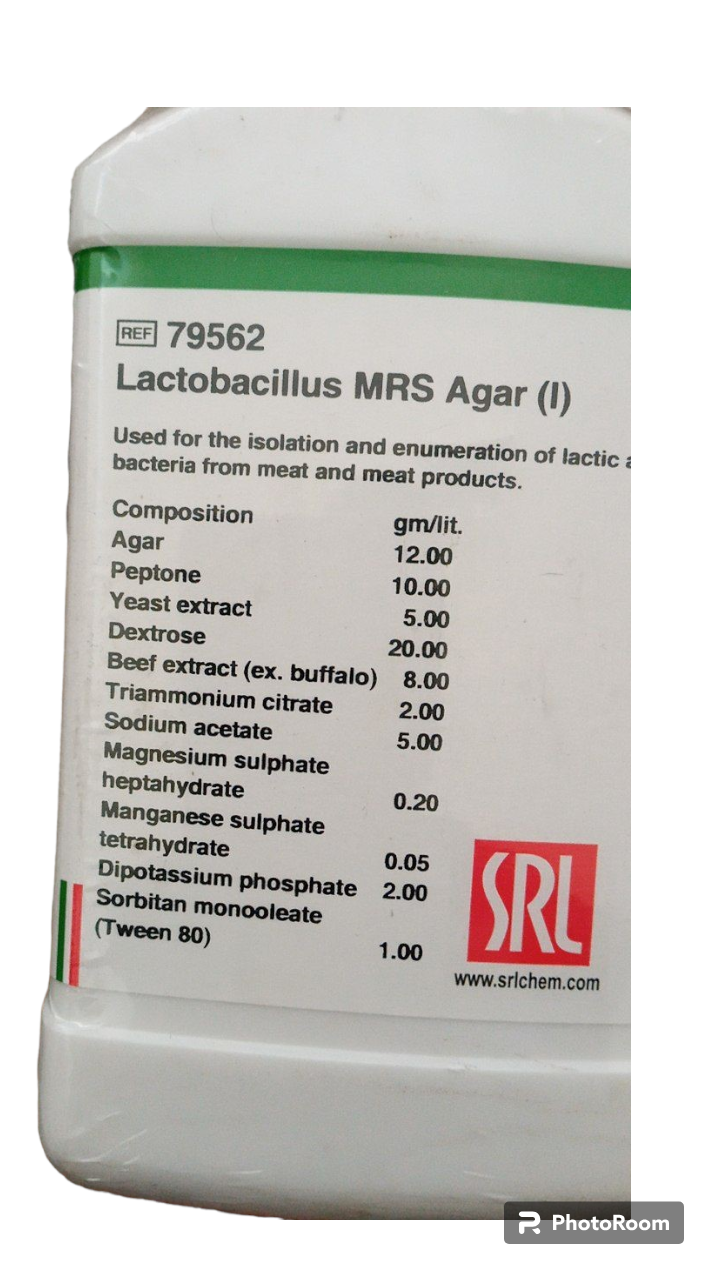 REF 79562
Lactobacillus MRS Agar (I)
Used for the isolation and enumeration of lactic
bacteria from meat and meat products.
Composition gm/lit.
Agar 12.00
Peptone 10.00
Yeast extract 5.00
Dextrose 20.00
Beef extract (ex. buffalo) 8.00
Triammonium citrate 2.00
Sodium acetate 5.00
Magnesium sulphate
heptahydrate 0.20
Manganese sulphate
tetrahydrate 0.05
Dipotassium phosphate 2.00
Sorbitan monooleate
(Tween 80) 1.00
SRL
www.srlchem.com
PhotoRoom